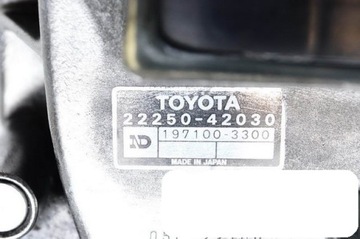 TOYOTA
22250-42030
ND 197100-3300
MADE IN JAPAN